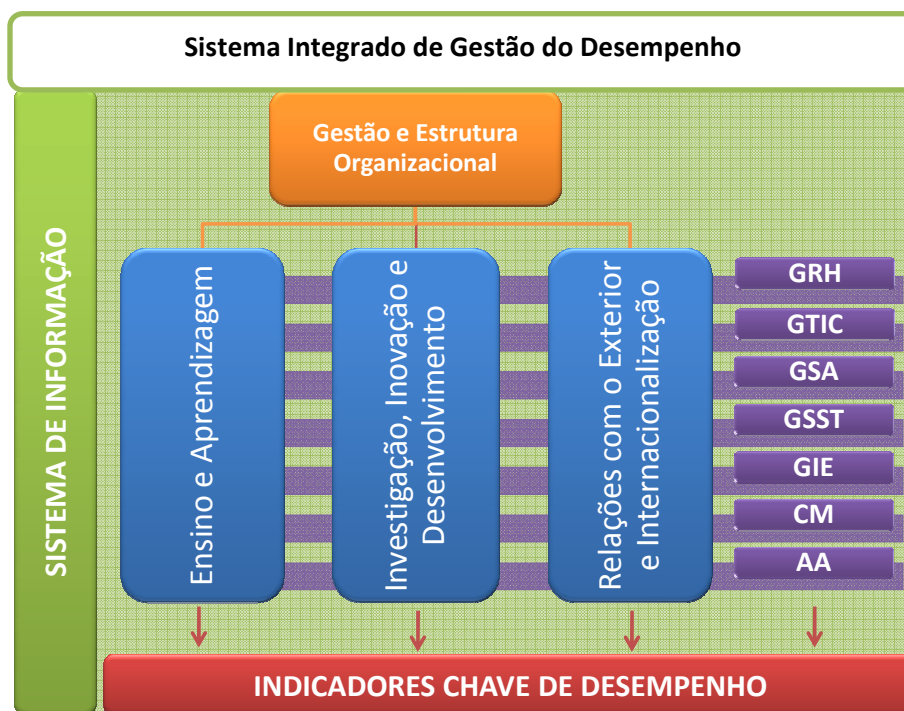 Sistema Integrado de Gestão do Desempenho
Gestão e Estrutura
Organizacional
SISTEMA DE INFORMAÇÃO
Ensino e Aprendizagem
Investigação, Inovação e
Desenvolvimento
Relações com o Exterior
e Internacionalização
GRH
GTIC
GSA
GSST
GIE
CM
AA
INDICADORES CHAVE DE DESEMPENHO